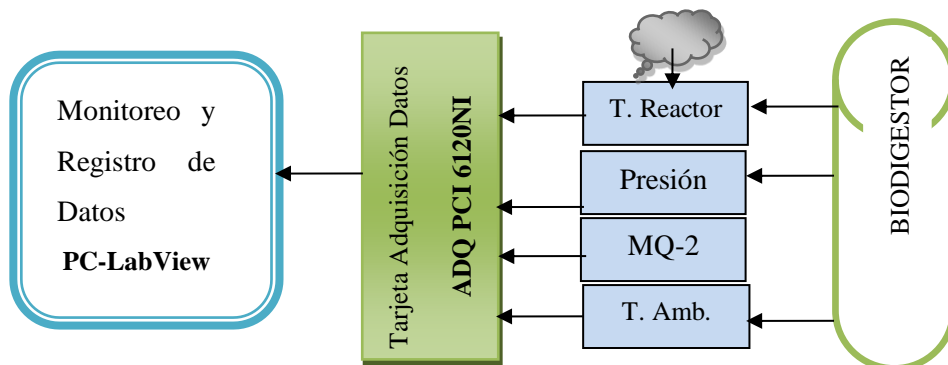 Monitoreo y
Registro de
Datos
PC-LabView
Tarjeta Adquisición Datos
ADQ PCI 6120NI
T. Reactor
Presión
MQ-2
T. Amb.
BIODIGESTOR